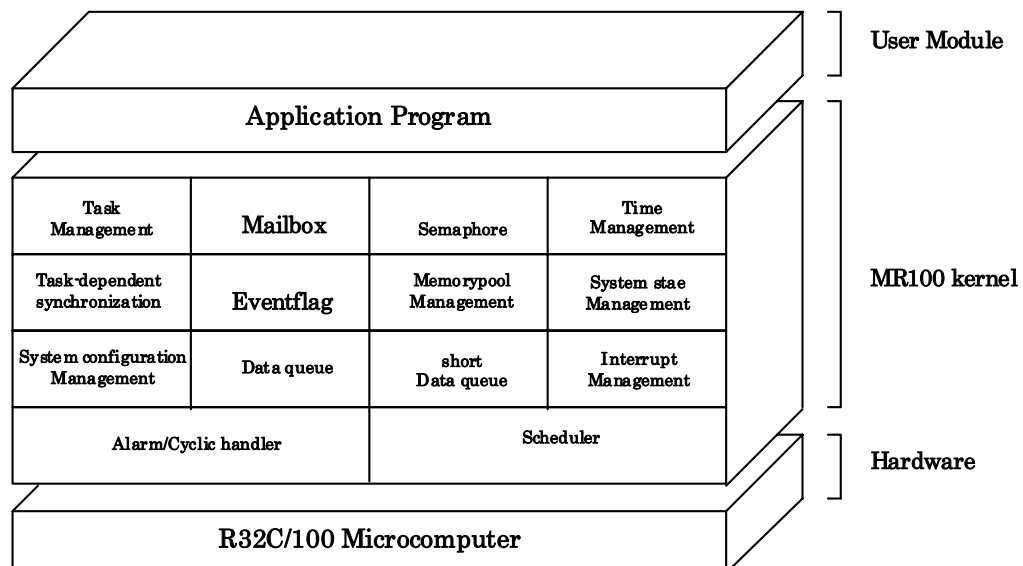 User Module
Application Program
Task
Management
Mailbox
Semaphore
Time
Management
Task-dependent
synchronization
Eventflag
Memorypool
Management
System stae
Management
MR100 kernel
System configuration
Management
Data queue
short
Data queue
Interrupt
Management
Alarm/Cyclic handler
Scheduler
Hardware
R32C/100 Microcomputer